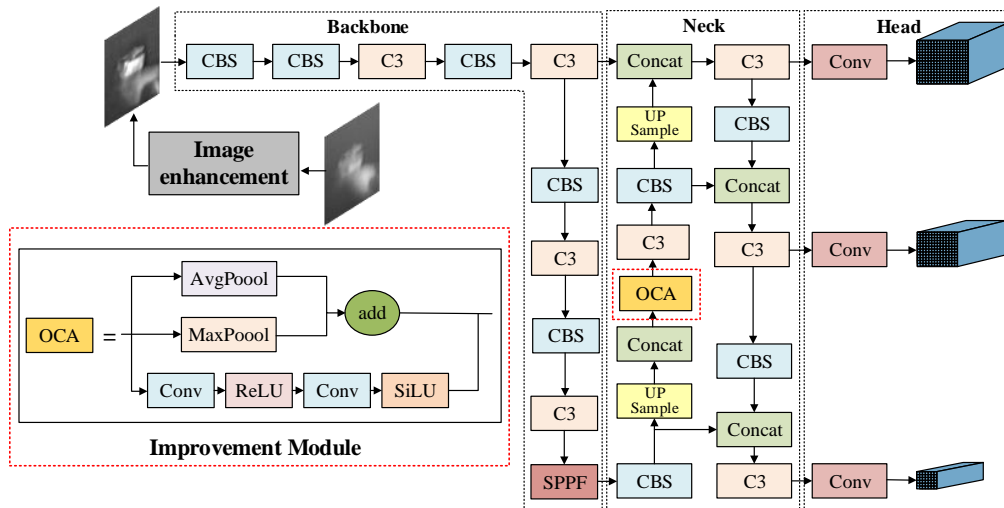 Backbone
Neck
Head
CBS
CBS
C3
CBS
C3
Concat
C3
Conv
UP
Sample
CBS
Image
enhancement
CBS
CBS
Concat
C3
C3
C3
Conv
OCA
AvgPoool
add
OCA
=
MaxPoool
CBS
Concat
CBS
Conv
ReLU
Conv
SiLU
UP
Sample
C3
Concat
Improvement Module
SPPF
CBS
C3
Conv